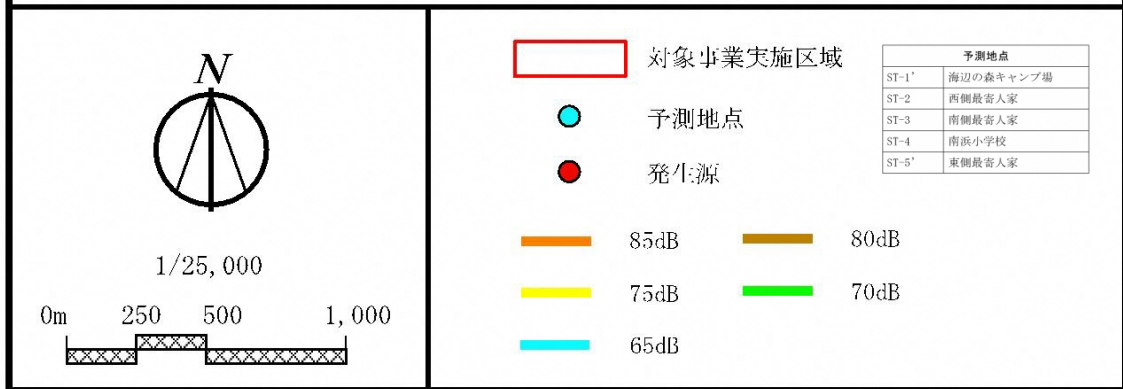 N
1/25,000
0m 250 500 1,000
対象事業実施区域
予測地点
発生源
85dB 80dB
75dB 70dB
65dB
予測地点
ST-1' 海辺の森キャンプ場
ST-2 西側最寄人家
ST-3 南側最寄人家
ST-4 南浜小学校
ST-5' 東側最寄人家